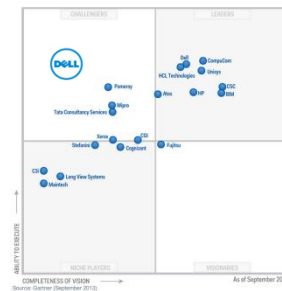 CHALLENGERS
LEADERS
DELL
Dell
CompuCom
HCL Technologies
Unisys
Pomeroy
CSC
Atos
HP
IBM
Wipro
Tata Consultancy Services
Xerox
CGI
Stefanini
Cognizant
Fujitsu
CSi
Long View Systems
Maintech
ABILITY TO EXECUTE
NICHE PLAYERS
VISIONARIES
COMPLETENESS OF VISION
As of September 20
Source: Gartner (September 2013)